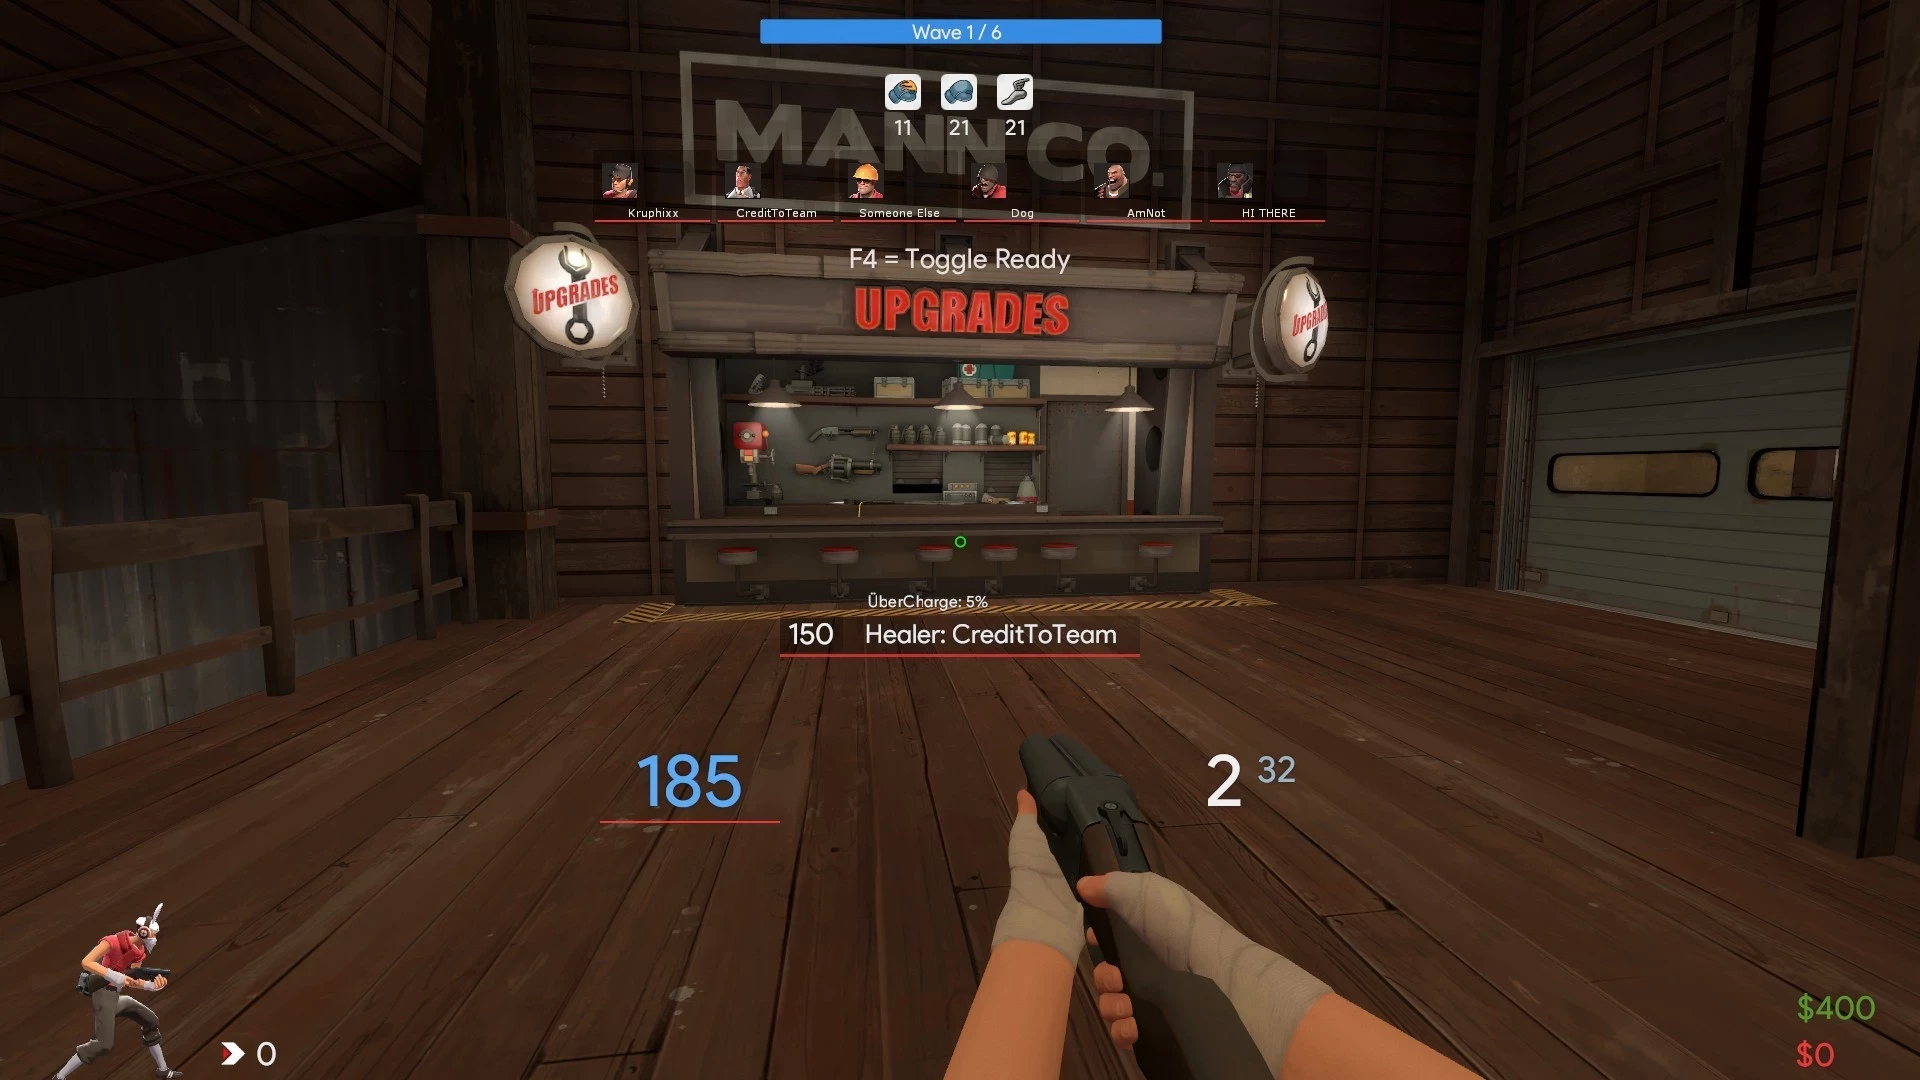 Wave 1 / 6
MANN CO.
11 21 21
Kruphixx CreditToTeam Someone Else Dog AmNot HI THERE
F4 = Toggle Ready
UPGRADES
UPGRADES
UPGRADES
ÜberCharge: 5%
150 Healer: CreditToTeam
185
2 32
$400
0
$0